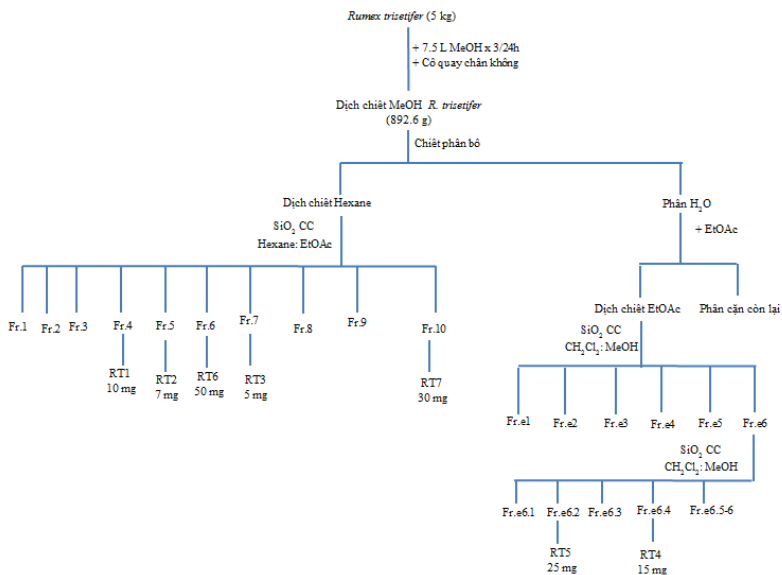 Rumex trisetifer (5 kg)
+ 7.5 L MeOH x 3/24h
+ Cô quay chân không
Dịch chiết MeOH R. trisetifer
(892.6 g)
Chiết phân bố
Dịch chiết Hexane
Phân H₂O
SiO₂ CC
Hexane: EtOAc
+ EtOAc
Dịch chiết EtOAc
Phân cặn còn lại
SiO₂ CC
CH₂Cl₂: MeOH
Fr.1
Fr.2
Fr.3
Fr.4
Fr.5
Fr.6
Fr.7
Fr.8
Fr.9
Fr.10
RT1
10 mg
RT2
7 mg
RT6
50 mg
RT3
5 mg
RT7
30 mg
Fr.e1
Fr.e2
Fr.e3
Fr.e4
Fr.e5
Fr.e6
SiO₂ CC
CH₂Cl₂: MeOH
Fr.e6.1
Fr.e6.2
Fr.e6.3
Fr.e6.4
Fr.e6.5-6
RT5
25 mg
RT4
15 mg